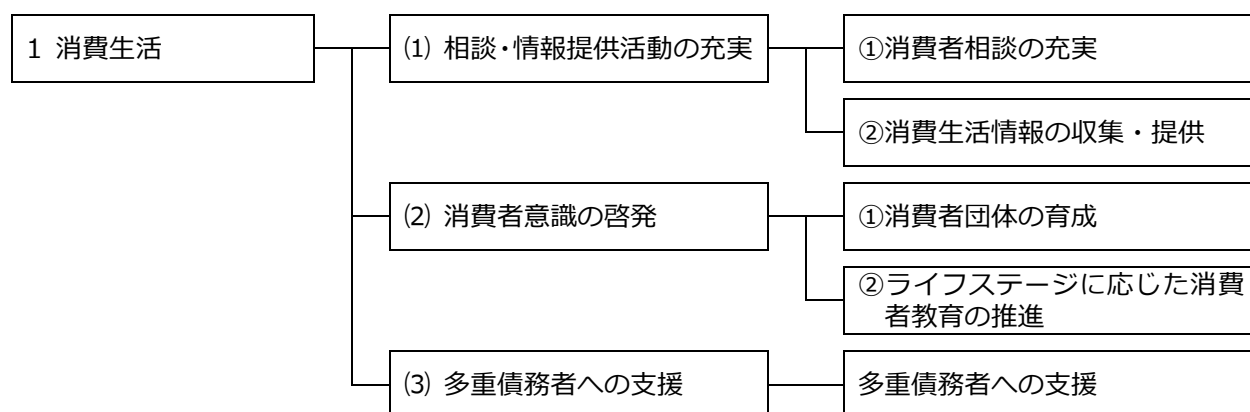 1 消費生活
⑴ 相談・情報提供活動の充実
①消費者相談の充実
②消費生活情報の収集・提供
⑵ 消費者意識の啓発
①消費者団体の育成
②ライフステージに応じた消費
者教育の推進
⑶ 多重債務者への支援
多重債務者への支援